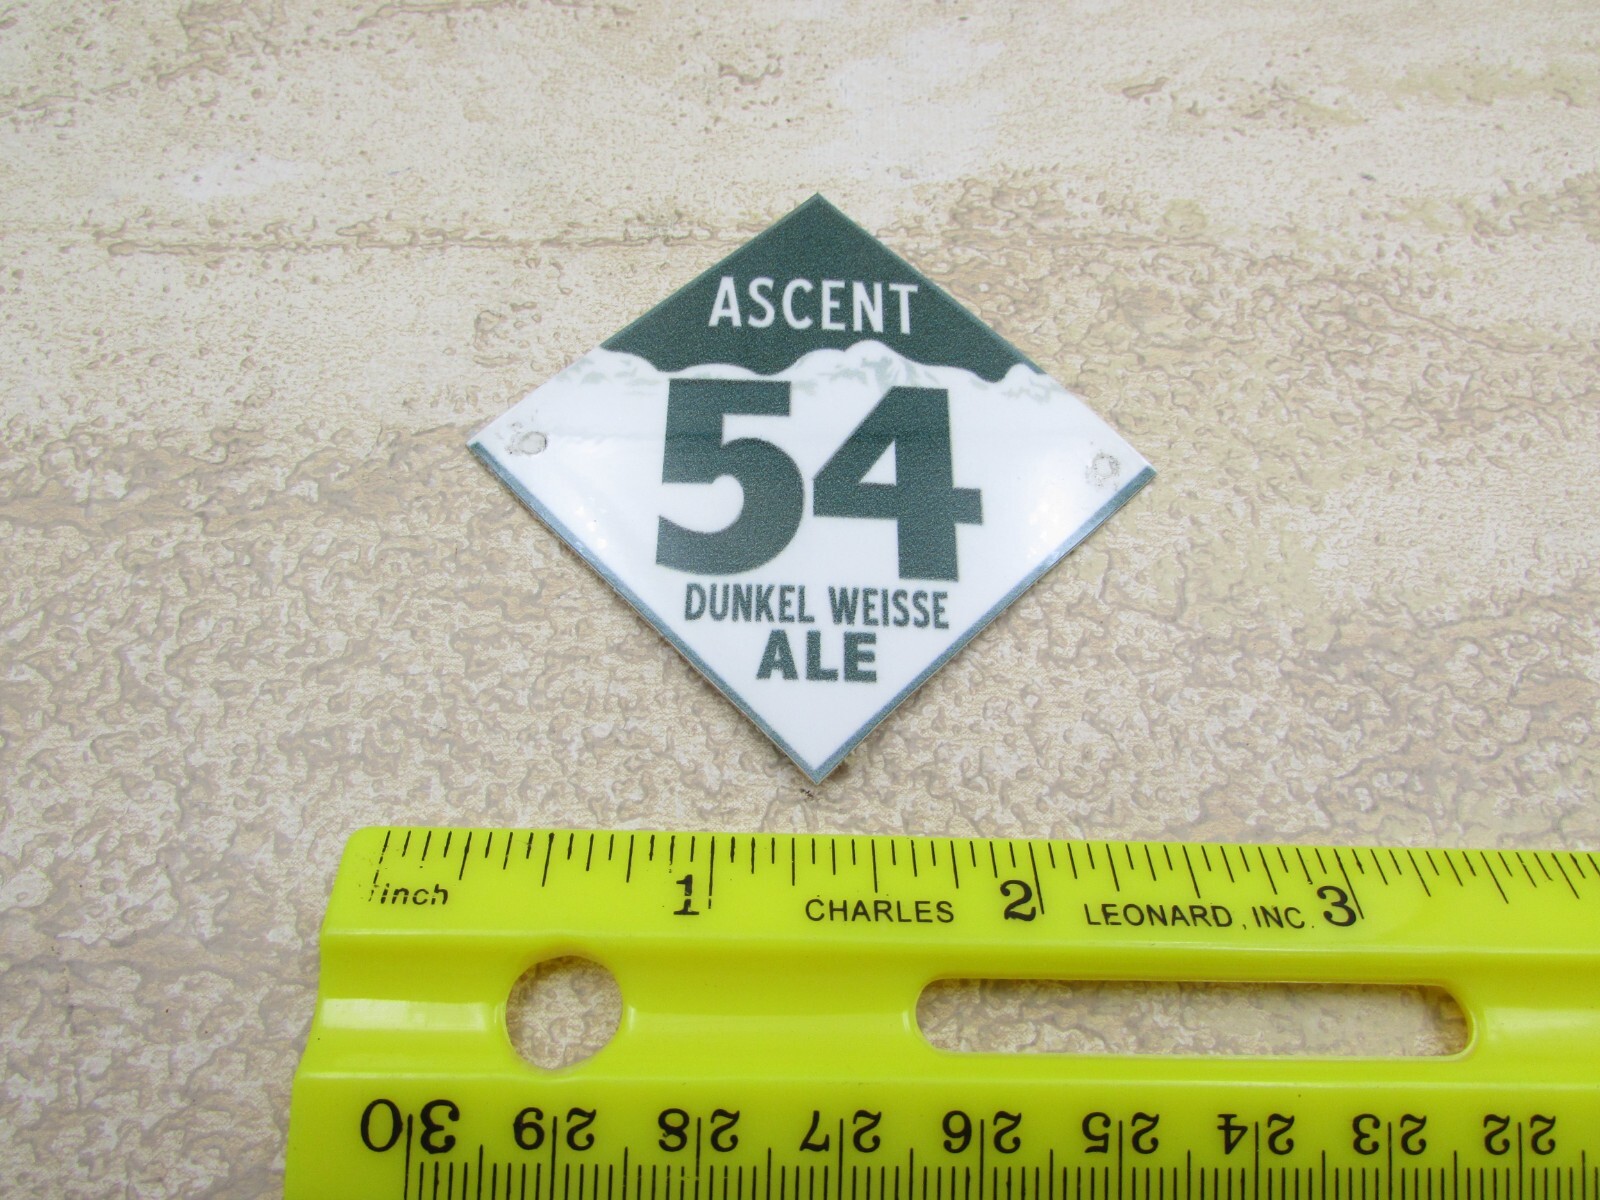 ASCENT
54
DUNKEL WEISSE
ALE
inch 1 CHARLES 2 LEONARD, INC. 3
30 29 28 27 26 25 24 23 22